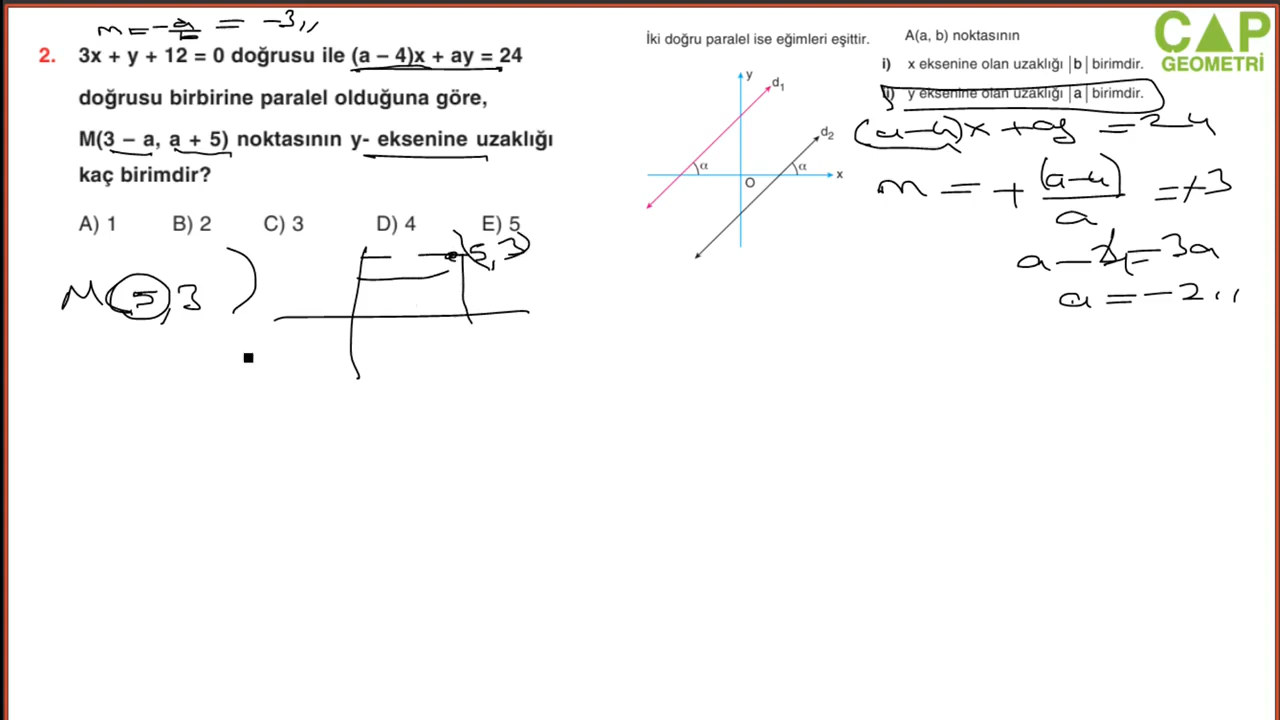 m = -a/b = -3,,
2. 3x + y + 12 = 0 doğrusu ile (a – 4)x + ay = 24
doğrusu birbirine paralel olduğuna göre,
M(3 – a, a + 5) noktasının y- eksenine uzaklığı
kaç birimdir?
A) 1 B) 2 C) 3 D) 4 E) 5
M(5,3)
(5,3)
İki doğru paralel ise eğimleri eşittir.
y
d1
d2
α
α
O
x
A(a, b) noktasının
i) x eksenine olan uzaklığı |b| birimdir.
ii) y eksenine olan uzaklığı |a| birimdir.
(a-4)x + ay = 24
m = + (a-4)/a = +3
a - 4 = 3a
a = -2,,
ÇAP
GEOMETRİ